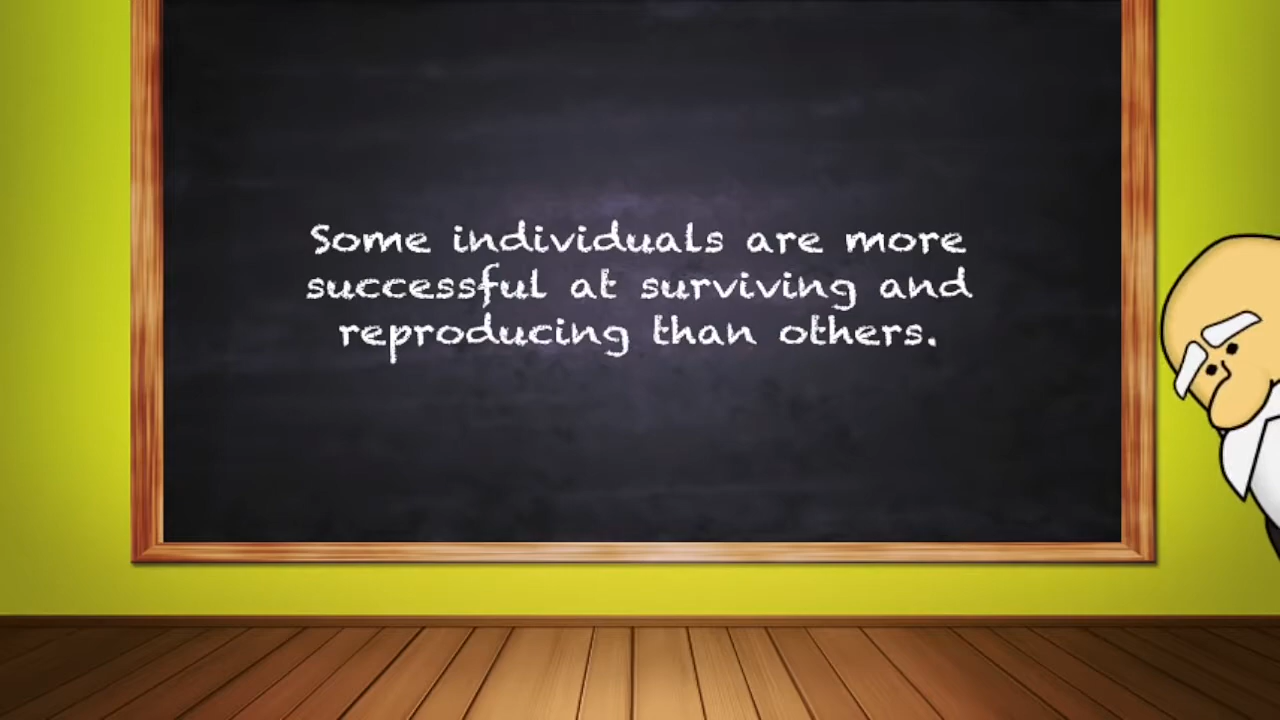 Some individuals are more
successful at surviving and
reproducing than others.